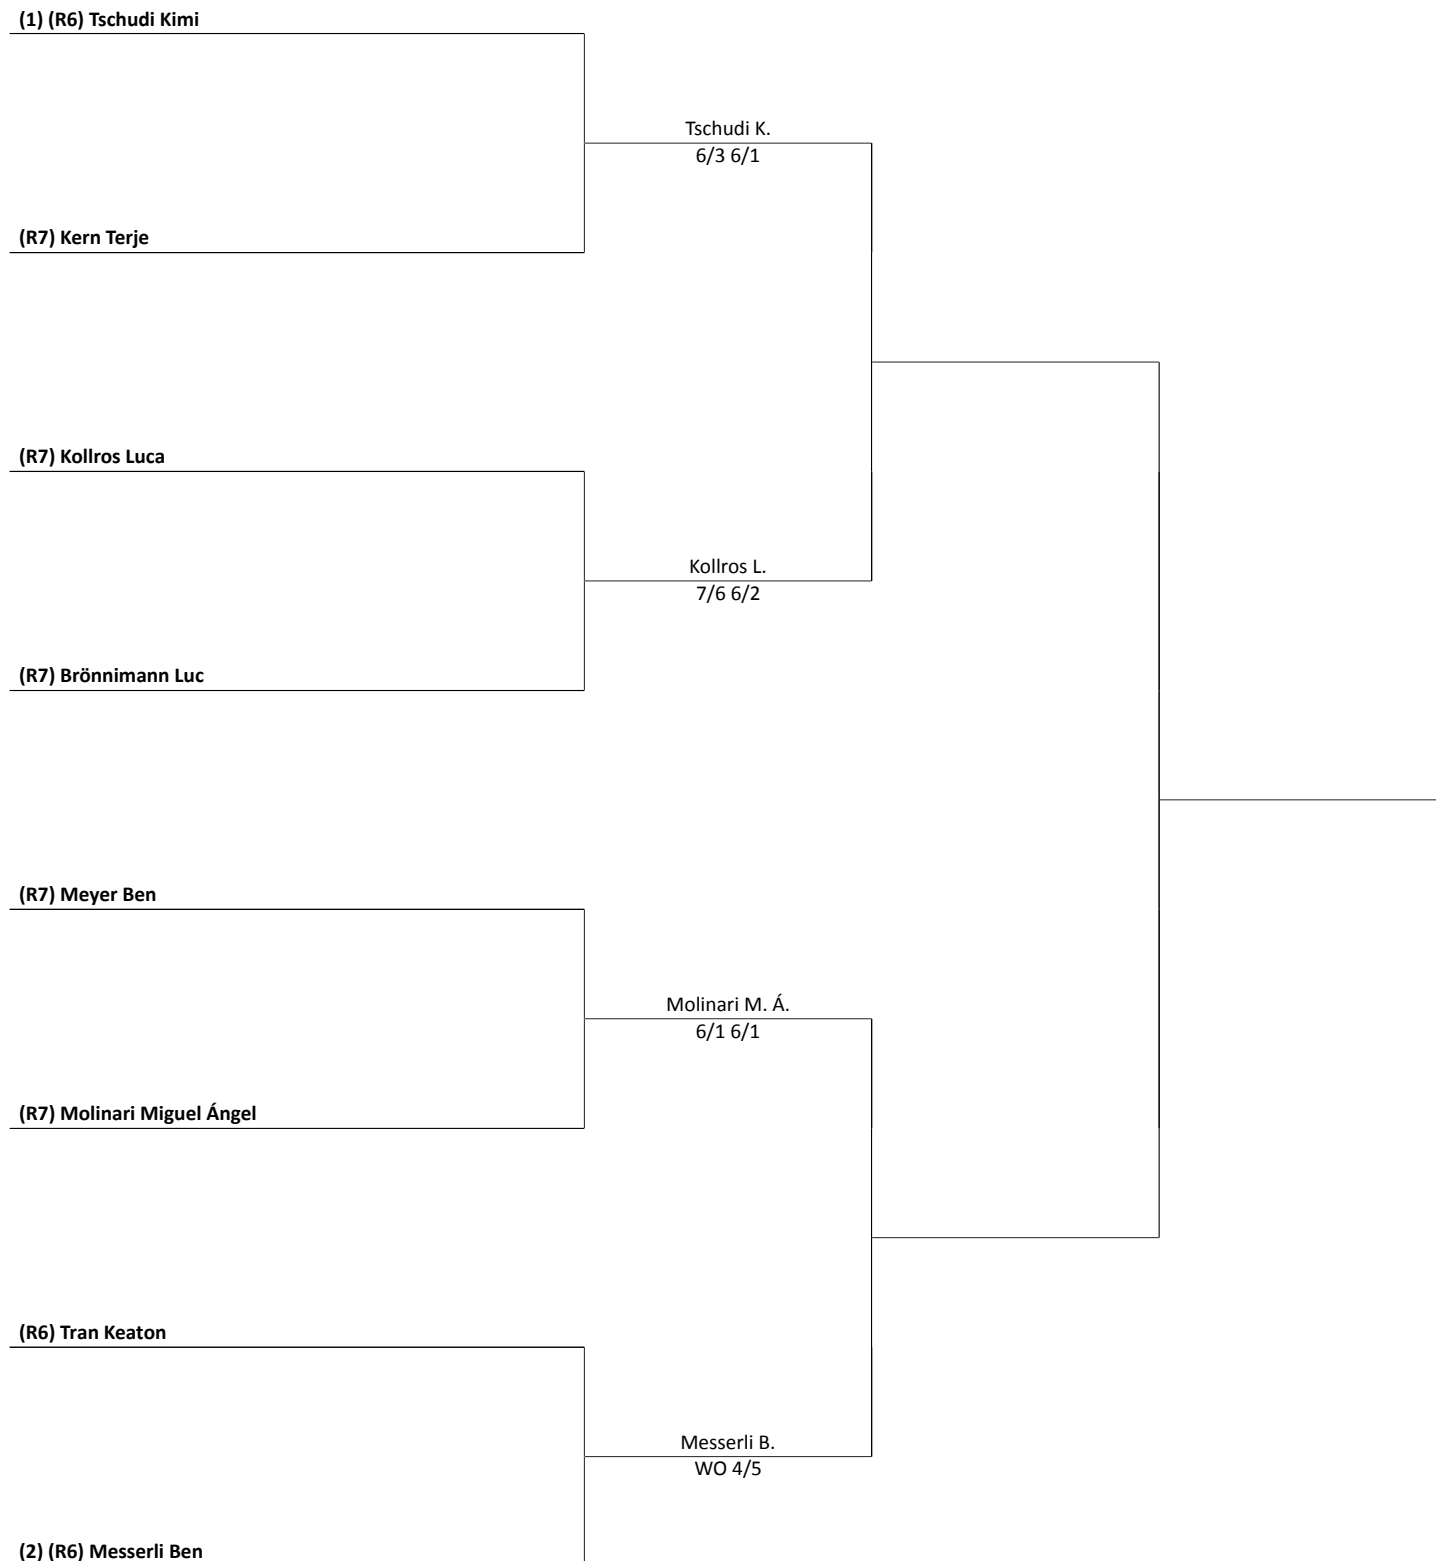 (1) (R6) Tschudi Kimi
Tschudi K.
6/3 6/1
(R7) Kern Terje
(R7) Kollros Luca
Kollros L.
7/6 6/2
(R7) Brönnimann Luc
(R7) Meyer Ben
Molinari M. Á.
6/1 6/1
(R7) Molinari Miguel Ángel
(R6) Tran Keaton
Messerli B.
WO 4/5
(2) (R6) Messerli Ben